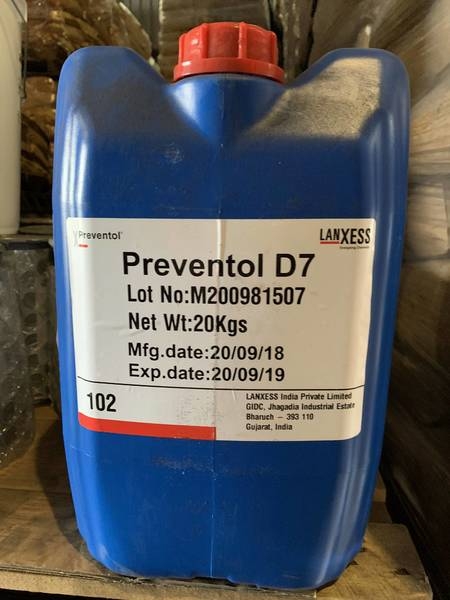 Preventol
LANXESS
Energizing Chemistry
Preventol D7
Lot No:M200981507
Net Wt:20Kgs
Mfg.date:20/09/18
Exp.date:20/09/19
102
LANXESS India Private Limited
GIDC, Jhagadia Industrial Estate
Bharuch – 393 110
Gujarat, India